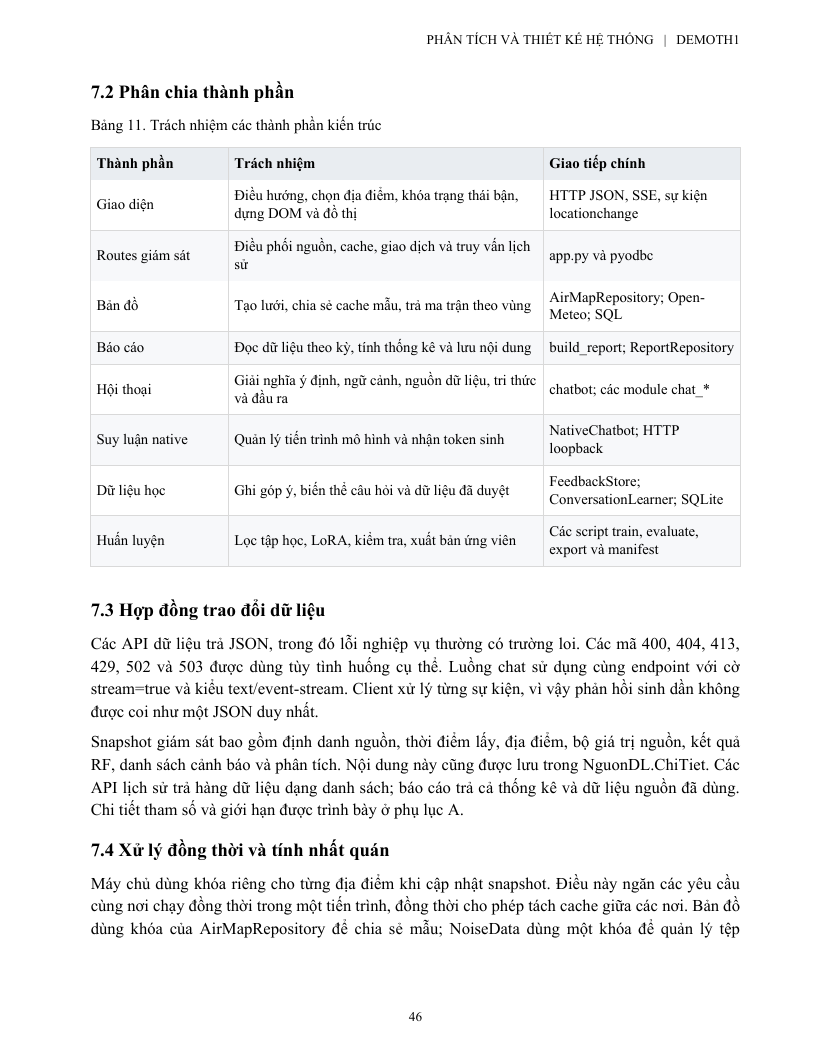 PHÂN TÍCH VÀ THIẾT KẾ HỆ THỐNG | DEMOTH1
7.2 Phân chia thành phần
Bảng 11. Trách nhiệm các thành phần kiến trúc
Thành phần Trách nhiệm Giao tiếp chính
Giao diện Điều hướng, chọn địa điểm, khóa trạng thái bận, dựng DOM và đồ thị HTTP JSON, SSE, sự kiện locationchange
Routes giám sát Điều phối nguồn, cache, giao dịch và truy vấn lịch sử app.py và pyodbc
Bản đồ Tạo lưới, chia sẻ cache mẫu, trả ma trận theo vùng AirMapRepository; Open-Meteo; SQL
Báo cáo Đọc dữ liệu theo kỳ, tính thống kê và lưu nội dung build_report; ReportRepository
Hội thoại Giải nghĩa ý định, ngữ cảnh, nguồn dữ liệu, tri thức và đầu ra chatbot; các module chat_*
Suy luận native Quản lý tiến trình mô hình và nhận token sinh NativeChatbot; HTTP loopback
Dữ liệu học Ghi góp ý, biến thể câu hỏi và dữ liệu đã duyệt FeedbackStore; ConversationLearner; SQLite
Huấn luyện Lọc tập học, LoRA, kiểm tra, xuất bản ứng viên Các script train, evaluate, export và manifest
7.3 Hợp đồng trao đổi dữ liệu
Các API dữ liệu trả JSON, trong đó lỗi nghiệp vụ thường có trường loi. Các mã 400, 404, 413,
429, 502 và 503 được dùng tùy tình huống cụ thể. Luồng chat sử dụng cùng endpoint với cờ
stream=true và kiểu text/event-stream. Client xử lý từng sự kiện, vì vậy phản hồi sinh dần không
được coi như một JSON duy nhất.
Snapshot giám sát bao gồm định danh nguồn, thời điểm lấy, địa điểm, bộ giá trị nguồn, kết quả
RF, danh sách cảnh báo và phân tích. Nội dung này cũng được lưu trong NguonDL.ChiTiet. Các
API lịch sử trả hàng dữ liệu dạng danh sách; báo cáo trả cả thống kê và dữ liệu nguồn đã dùng.
Chi tiết tham số và giới hạn được trình bày ở phụ lục A.
7.4 Xử lý đồng thời và tính nhất quán
Máy chủ dùng khóa riêng cho từng địa điểm khi cập nhật snapshot. Điều này ngăn các yêu cầu
cùng nơi chạy đồng thời trong một tiến trình, đồng thời cho phép tách cache giữa các nơi. Bản đồ
dùng khóa của AirMapRepository để chia sẻ mẫu; NoiseData dùng một khóa để quản lý tệp
46